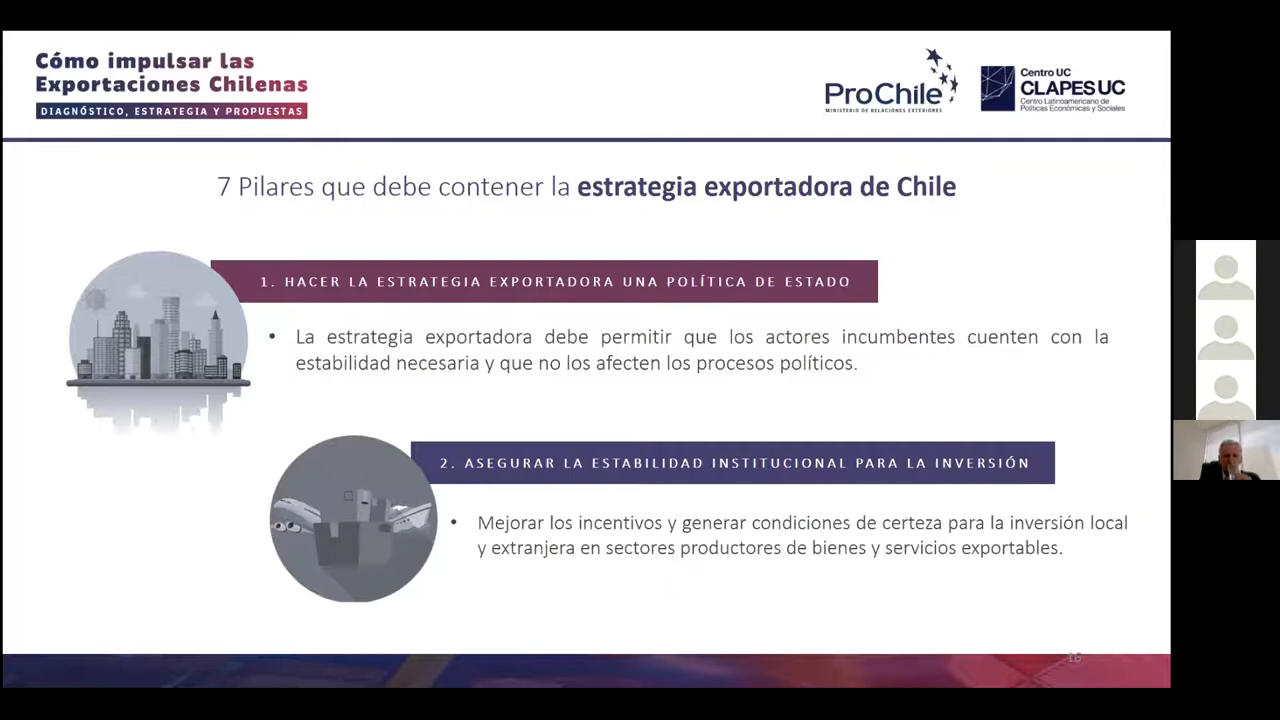 Cómo impulsar las
Exportaciones Chilenas
DIAGNÓSTICO, ESTRATEGIA Y PROPUESTAS
ProChile
MINISTERIO DE RELACIONES EXTERIORES
Centro UC
CLAPES UC
Centro Latinoamericano de
Políticas Económicas y Sociales
7 Pilares que debe contener la estrategia exportadora de Chile
1. HACER LA ESTRATEGIA EXPORTADORA UNA POLÍTICA DE ESTADO
• La estrategia exportadora debe permitir que los actores incumbentes cuenten con la
estabilidad necesaria y que no los afecten los procesos políticos.
2. ASEGURAR LA ESTABILIDAD INSTITUCIONAL PARA LA INVERSIÓN
• Mejorar los incentivos y generar condiciones de certeza para la inversión local
y extranjera en sectores productores de bienes y servicios exportables.
16